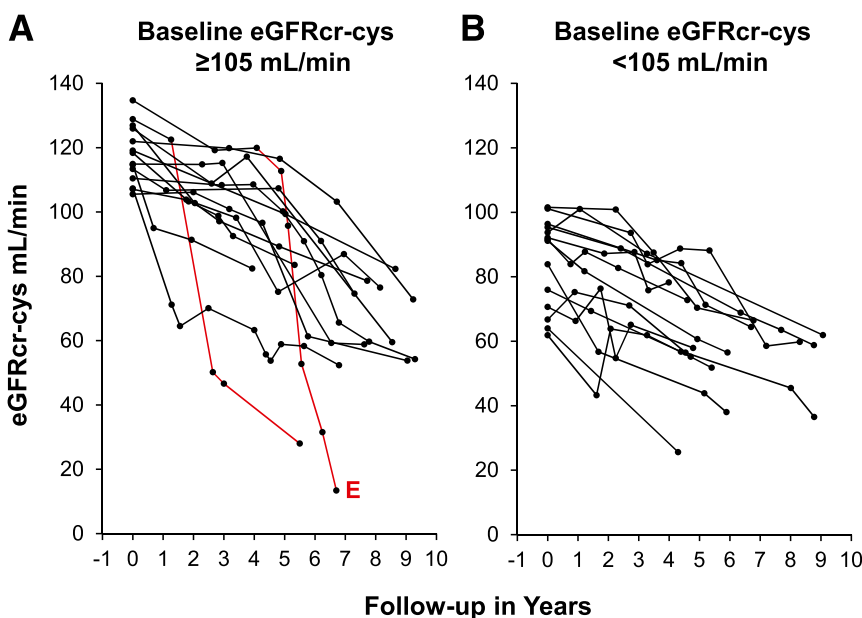 A
Baseline eGFRcr-cys
≥105 mL/min
B
Baseline eGFRcr-cys
<105 mL/min
eGFRcr-cys mL/min
140
120
100
80
60
40
20
0
-1 0 1 2 3 4 5 6 7 8 9 10
E
140
120
100
80
60
40
20
0
-1 0 1 2 3 4 5 6 7 8 9 10
Follow-up in Years